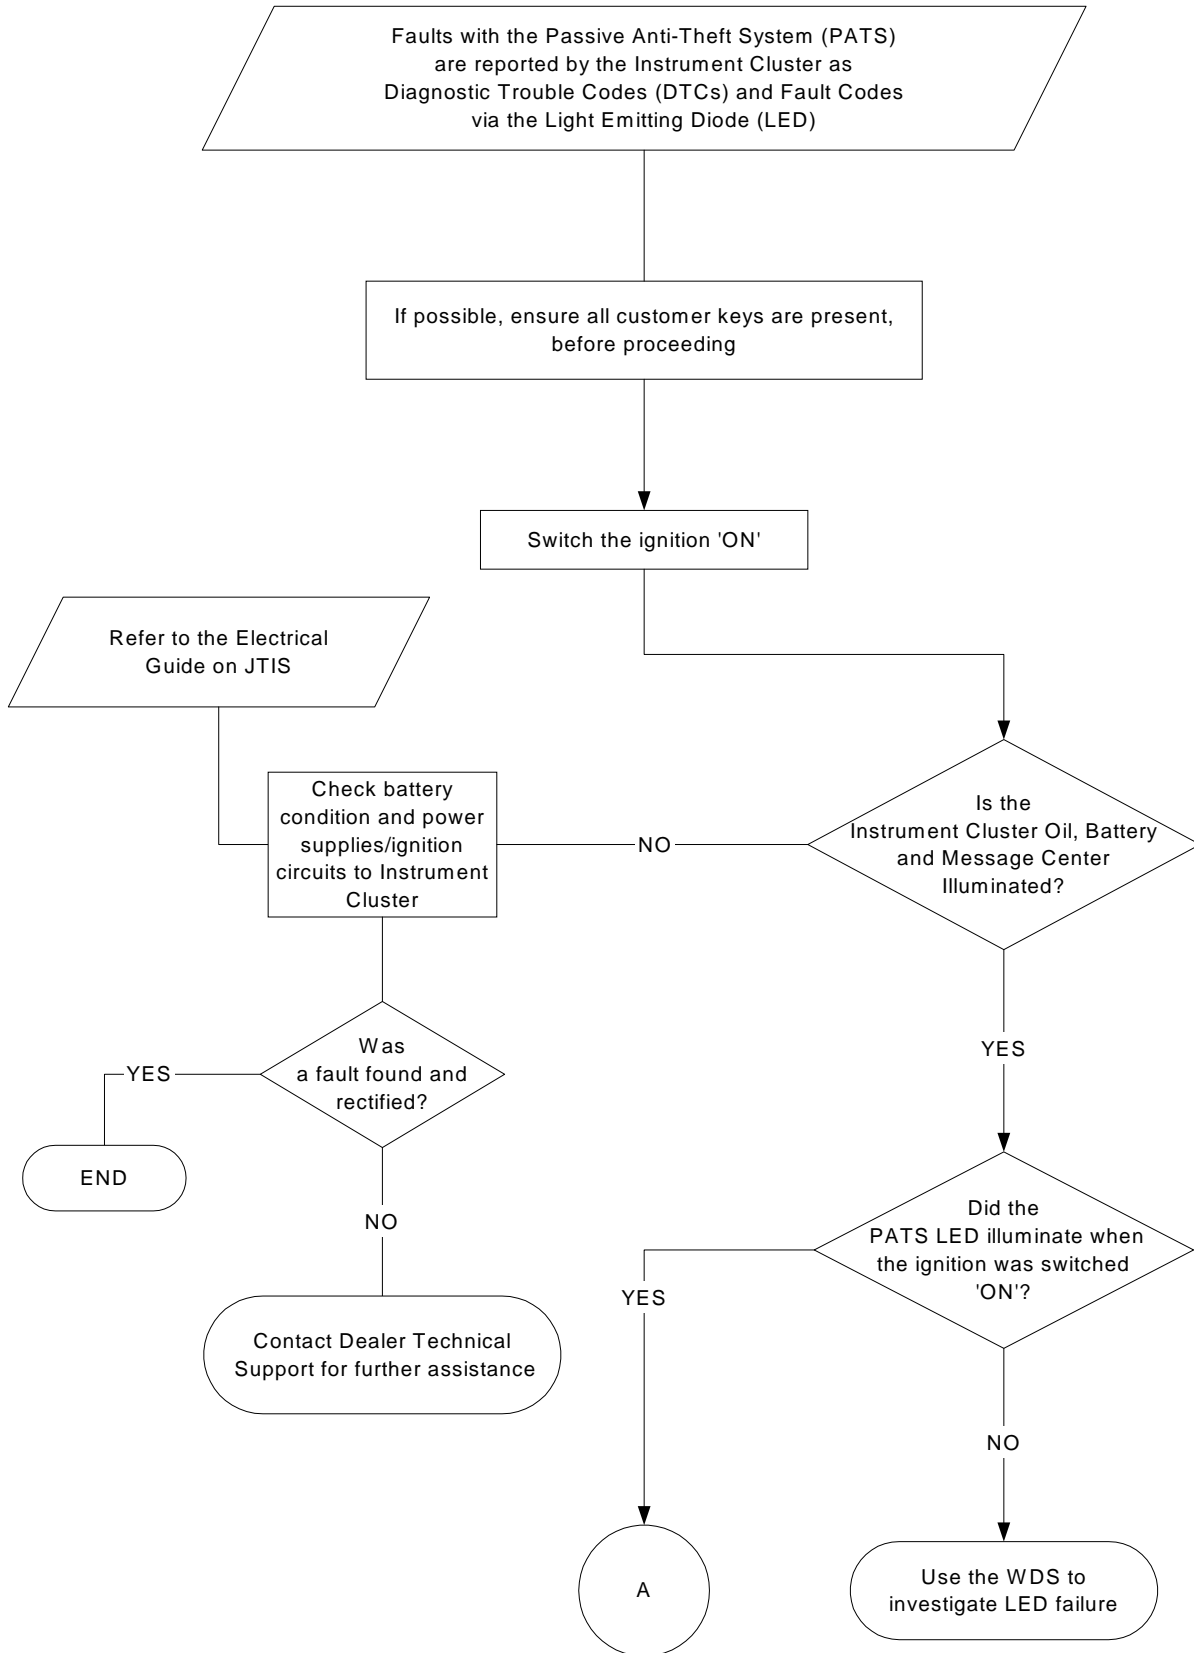 Faults with the Passive Anti-Theft System (PATS)
are reported by the Instrument Cluster as
Diagnostic Trouble Codes (DTCs) and Fault Codes
via the Light Emitting Diode (LED)
If possible, ensure all customer keys are present,
before proceeding
Switch the ignition 'ON'
Refer to the Electrical
Guide on JTIS
Check battery
condition and power
supplies/ignition
circuits to Instrument
Cluster
NO
Is the
Instrument Cluster Oil, Battery
and Message Center
Illuminated?
YES
Was
a fault found and
rectified?
YES
END
NO
Contact Dealer Technical
Support for further assistance
Did the
PATS LED illuminate when
the ignition was switched
'ON'?
YES
NO
A
Use the WDS to
investigate LED failure